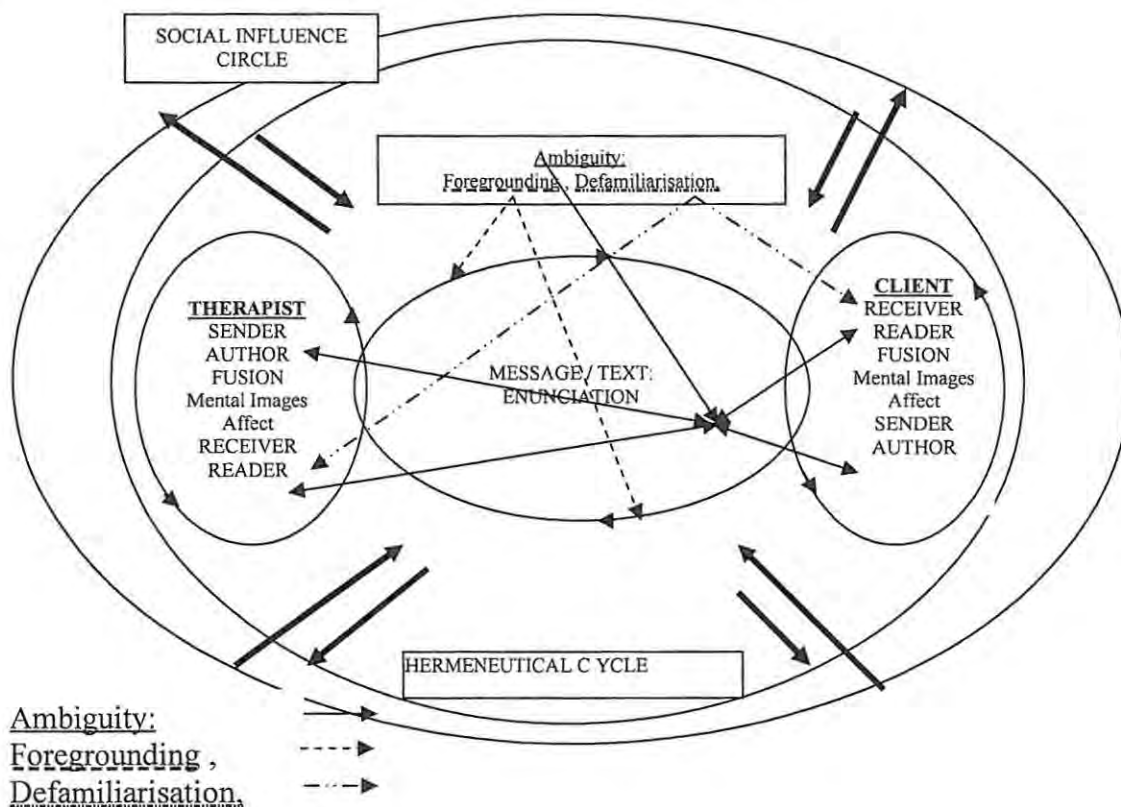 SOCIAL INFLUENCE
CIRCLE
Ambiguity:
Foregrounding , Defamiliarisation,
THERAPIST
SENDER
AUTHOR
FUSION
Mental Images
Affect
RECEIVER
READER
MESSAGE / TEXT:
ENUNCIATION
CLIENT
RECEIVER
READER
FUSION
Mental Images
Affect
SENDER
AUTHOR
HERMENEUTICAL C YCLE
Ambiguity:
Foregrounding ,
Defamiliarisation,